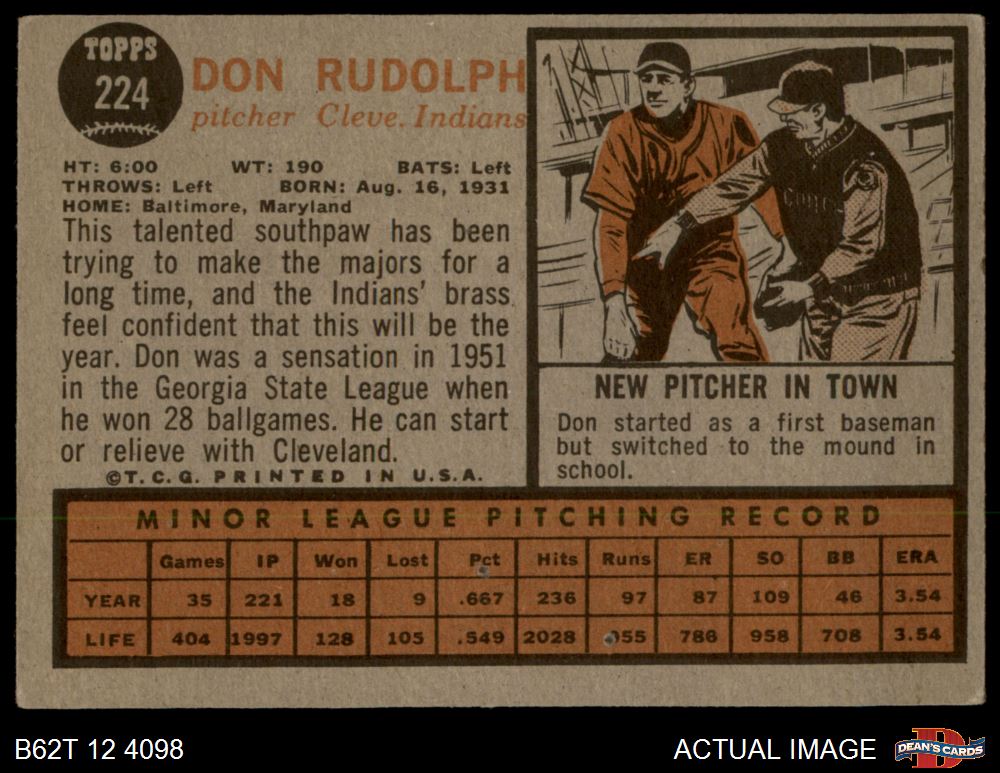 TOPPS
224
DON RUDOLPH
pitcher Cleve. Indians
HT: 6:00 WT: 190 BATS: Left
THROWS: Left BORN: Aug. 16, 1931
HOME: Baltimore, Maryland
This talented southpaw has been
trying to make the majors for a
long time, and the Indians' brass
feel confident that this will be the
year. Don was a sensation in 1951
in the Georgia State League when
he won 28 ballgames. He can start
or relieve with Cleveland.
©T. C. G. PRINTED IN U.S.A.
NEW PITCHER IN TOWN
Don started as a first baseman
but switched to the mound in
school.
MINOR LEAGUE PITCHING RECORD
Games IP Won Lost Pct Hits Runs ER SO BB ERA
YEAR 35 221 18 9 .667 236 97 87 109 46 3.54
LIFE 404 1997 128 105 .549 2028 786 958 708 3.54
B62T 12 4098
ACTUAL IMAGE
D
DEAN'S CARDS